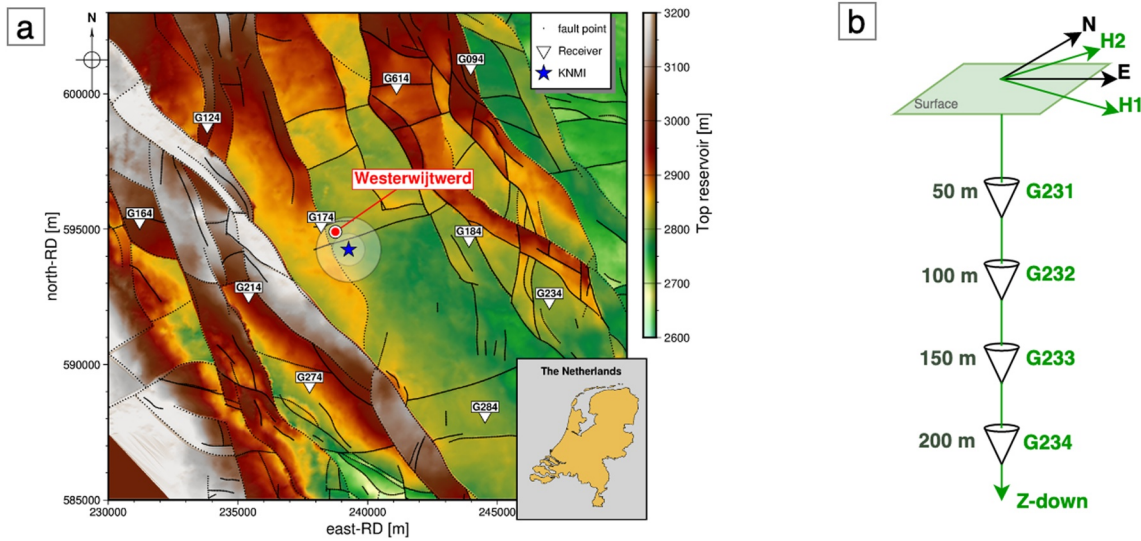 a
N
600000
595000
590000
585000
north-RD [m]
230000
235000
240000
245000
east-RD [m]
fault point
Receiver
KNMI
G094
G614
G124
Westerwijtwerd
G164
G174
G184
G214
G234
G274
G284
3200
3100
3000
2900
2800
2700
2600
Top reservoir [m]
The Netherlands
b
N
H2
E
H1
Surface
50 m G231
100 m G232
150 m G233
200 m G234
Z-down